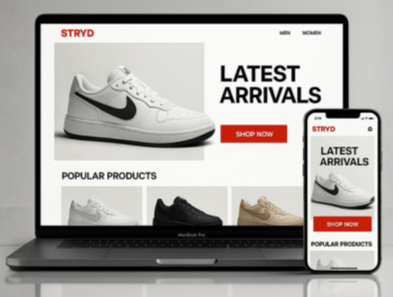 STRYD
MEN WOMEN
LATEST
ARRIVALS
SHOP NOW
POPULAR PRODUCTS
MacBook Pro
STRYD
LATEST
ARRIVALS
SHOP NOW
POPULAR PRODUCTS